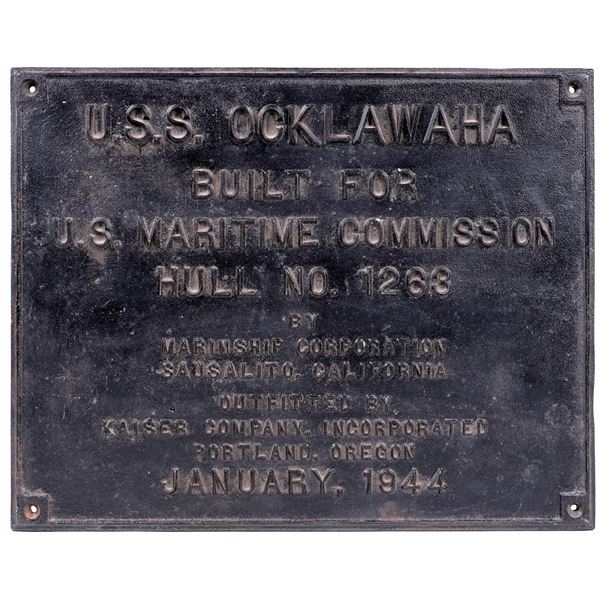 U.S.S. OCKLAWAHA
BUILT FOR
U.S. MARITIME COMMISSION
HULL NO. 1263
BY
MARINSHIP CORPORATION
SAUSALITO, CALIFORNIA
OUTFITTED BY
KAISER COMPANY, INCORPORATED
PORTLAND, OREGON
JANUARY, 1944